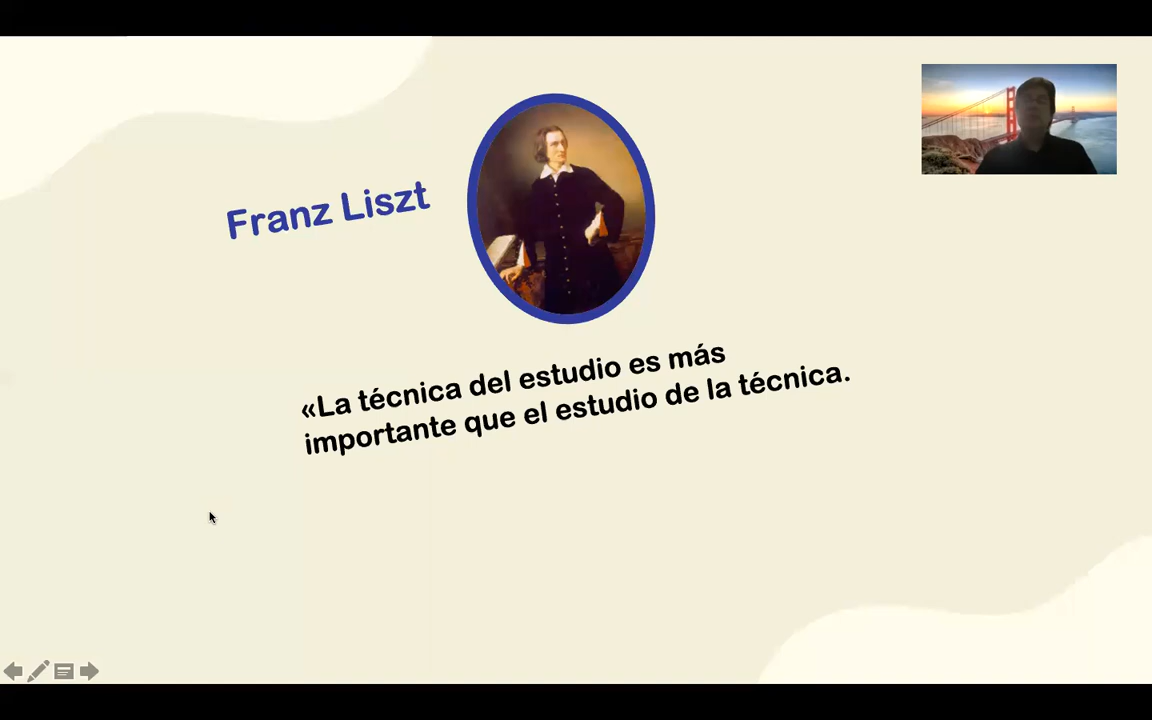 Franz Liszt
«La técnica del estudio es más
importante que el estudio de la técnica.